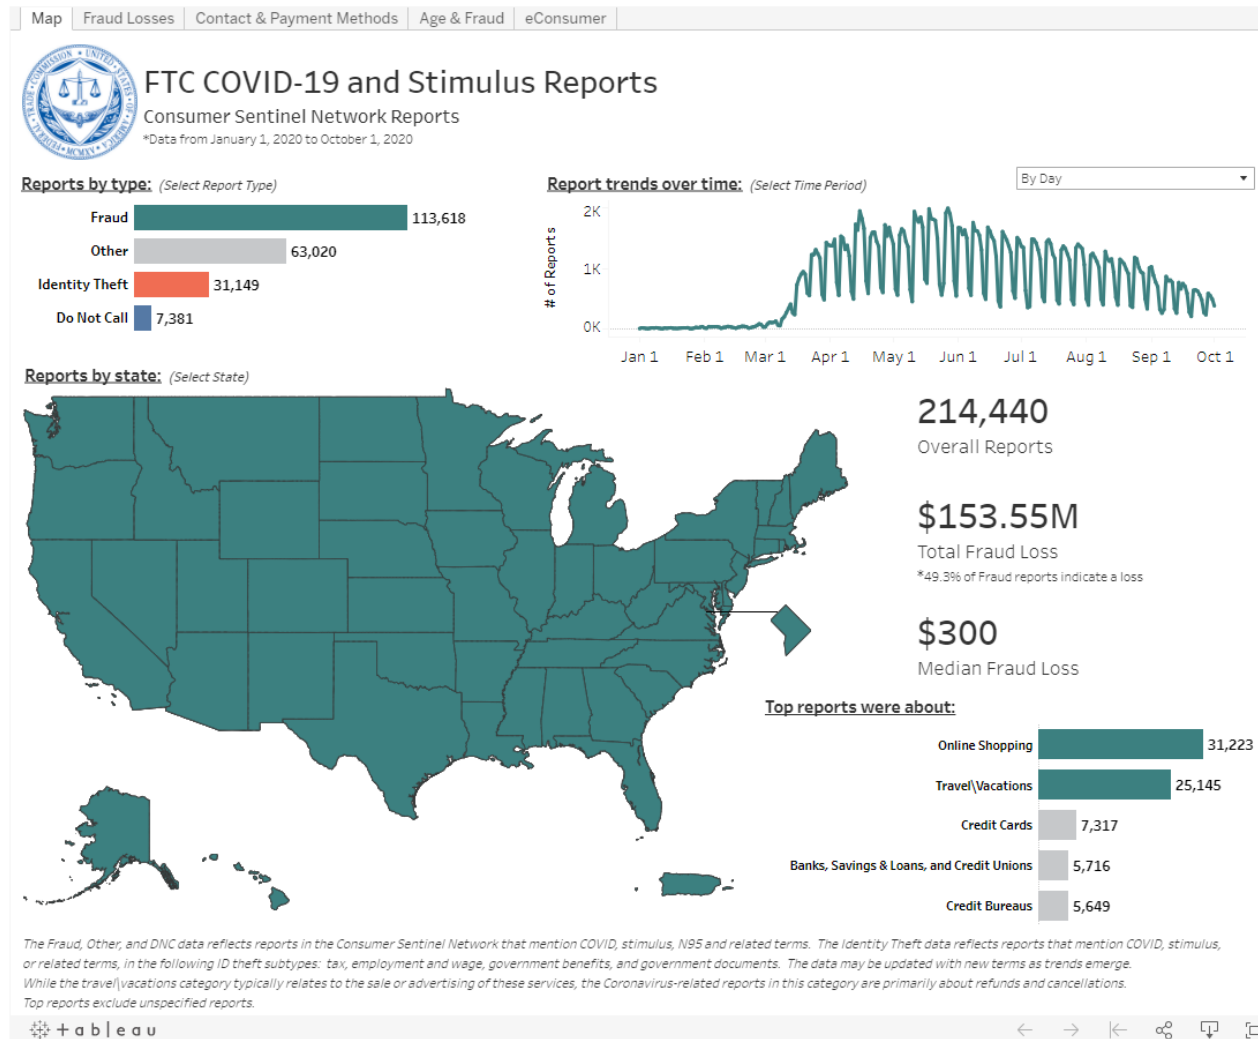 Map
Fraud Losses
Contact & Payment Methods
Age & Fraud
eConsumer
FEDERAL TRADE COMMISSION • UNITED STATES OF AMERICA
MCMXV
FTC COVID-19 and Stimulus Reports
Consumer Sentinel Network Reports
*Data from January 1, 2020 to October 1, 2020
Reports by type: (Select Report Type)
Fraud 113,618
Other 63,020
Identity Theft 31,149
Do Not Call 7,381
Report trends over time: (Select Time Period)
By Day
# of Reports
2K
1K
0K
Jan 1 Feb 1 Mar 1 Apr 1 May 1 Jun 1 Jul 1 Aug 1 Sep 1 Oct 1
Reports by state: (Select State)
214,440
Overall Reports
$153.55M
Total Fraud Loss
*49.3% of Fraud reports indicate a loss
$300
Median Fraud Loss
Top reports were about:
Online Shopping 31,223
Travel\Vacations 25,145
Credit Cards 7,317
Banks, Savings & Loans, and Credit Unions 5,716
Credit Bureaus 5,649
The Fraud, Other, and DNC data reflects reports in the Consumer Sentinel Network that mention COVID, stimulus, N95 and related terms. The Identity Theft data reflects reports that mention COVID, stimulus,
or related terms, in the following ID theft subtypes: tax, employment and wage, government benefits, and government documents. The data may be updated with new terms as trends emerge.
While the travel\vacations category typically relates to the sale or advertising of these services, the Coronavirus-related reports in this category are primarily about refunds and cancellations.
Top reports exclude unspecified reports.
+ableau